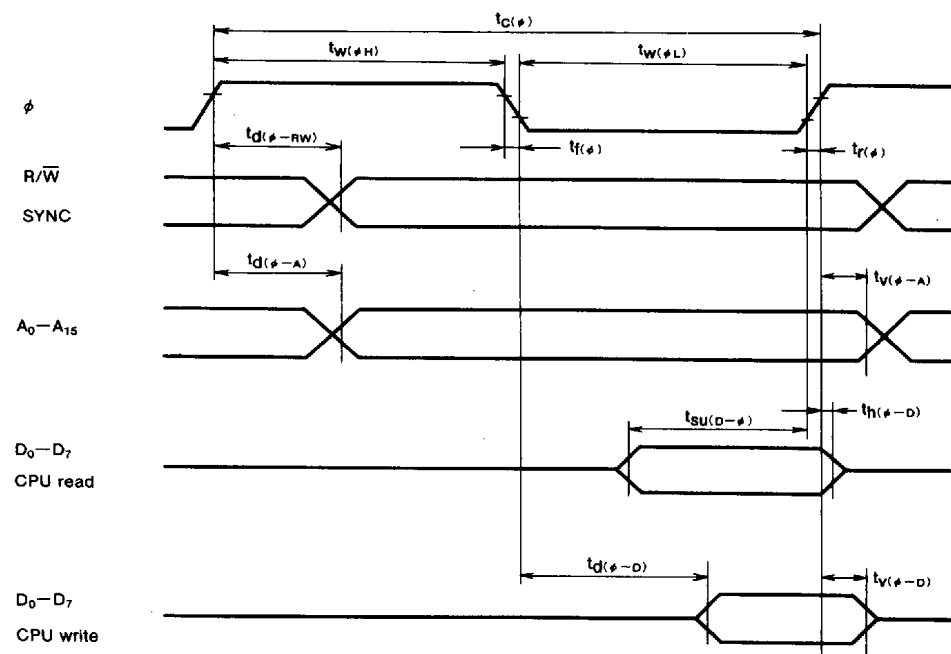 tC(φ)
tW(φH)
tW(φL)
φ
td(φ−RW)
tf(φ)
tr(φ)
R/W̅
SYNC
td(φ−A)
tv(φ−A)
A₀−A₁₅
tsu(D−φ)
th(φ−D)
D₀−D₇
CPU read
td(φ−D)
tv(φ−D)
D₀−D₇
CPU write